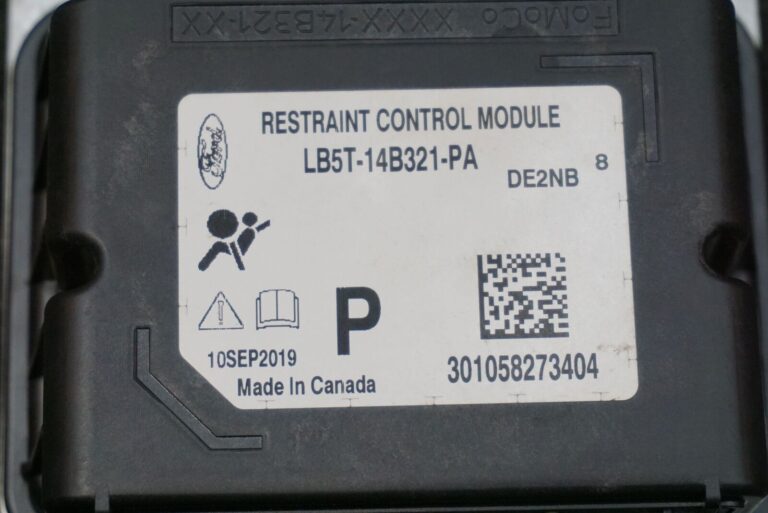 FoMoCo XXXX-14B321-XX
RESTRAINT CONTROL MODULE
LB5T-14B321-PA
DE2NB 8
P
10SEP2019
Made In Canada
301058273404